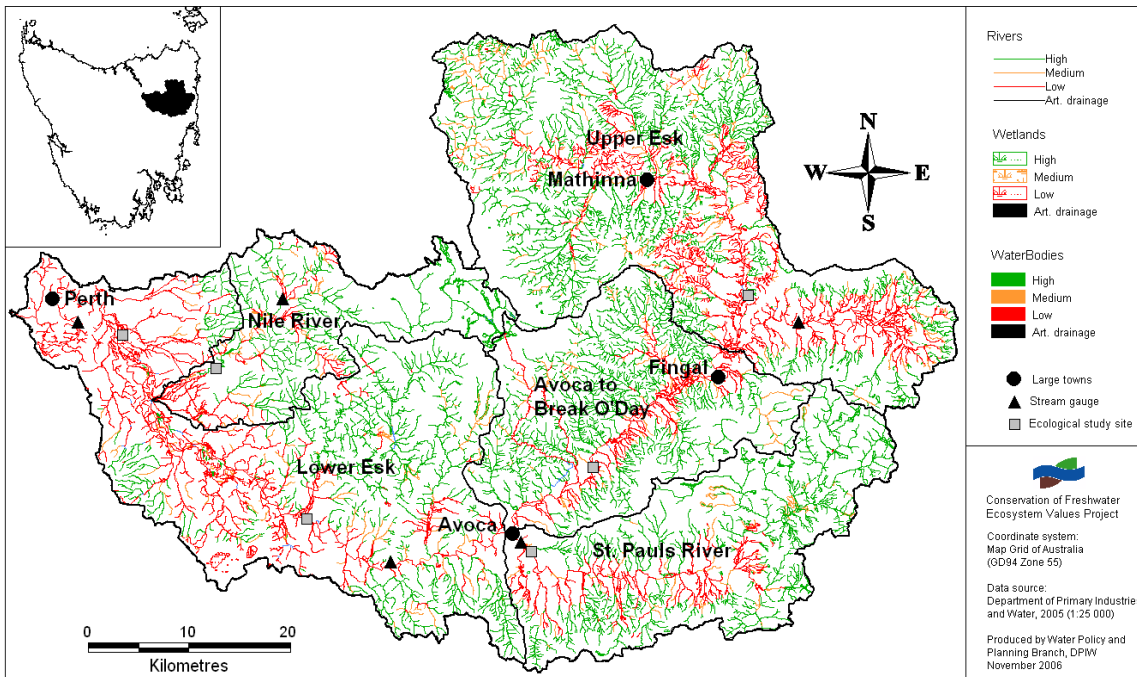 Upper Esk
Mathinna
N
W
E
S
Perth
Nile River
Fingal
Avoca to
Break O'Day
Lower Esk
Avoca
St. Pauls River
0
10
20
Kilometres
Rivers
High
Medium
Low
Art. drainage
Wetlands
High
Medium
Low
Art. drainage
WaterBodies
High
Medium
Low
Art. drainage
Large towns
Stream gauge
Ecological study site
Conservation of Freshwater
Ecosystem Values Project
Coordinate system:
Map Grid of Australia
(GD94 Zone 55)
Data source:
Department of Primary Industries
and Water, 2005 (1:25 000)
Produced by Water Policy and
Planning Branch, DPIW
November 2006